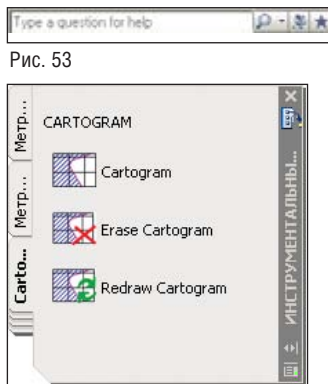 Type a question for help
Рис. 53
Метр...
Метр...
Carto...
CARTOGRAM
Cartogram
Erase Cartogram
Redraw Cartogram
ИНСТРУМЕНТАЛЬНЫ...